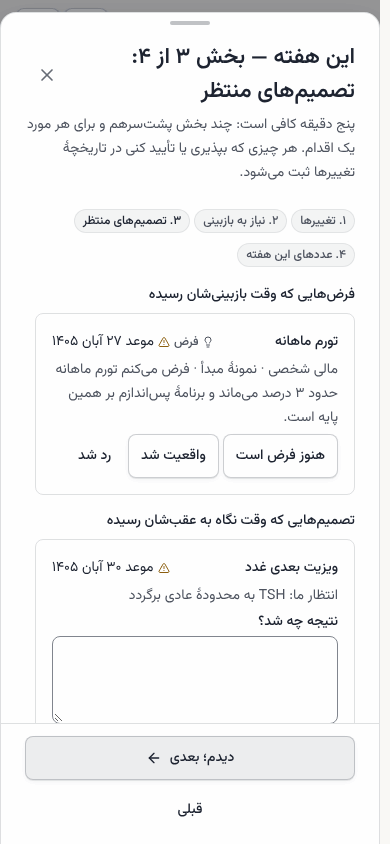 این هفته — بخش ۳ از ۴:
تصمیم‌های منتظر
پنج دقیقه کافی است: چند بخش پشت‌سرهم و برای هر مورد
یک اقدام. هر چیزی که بپذیری یا تأیید کنی در تاریخچهٔ
تغییرها ثبت می‌شود.
۱. تغییرها
۲. نیاز به بازبینی
۳. تصمیم‌های منتظر
۴. عددهای این هفته
فرض‌هایی که وقت بازبینی‌شان رسیده
تورم ماهانه
فرض
موعد ۲۷ آبان ۱۴۰۵
مالی شخصی · نمونهٔ مبدأ · فرض می‌کنم تورم ماهانه
حدود ۳ درصد می‌ماند و برنامهٔ پس‌اندازم بر همین
پایه است.
هنوز فرض است
واقعیت شد
رد شد
تصمیم‌هایی که وقت نگاه به عقب‌شان رسیده
ویزیت بعدی غدد
موعد ۳۰ آبان ۱۴۰۵
انتظار ما: TSH به محدودهٔ عادی برگردد
نتیجه چه شد؟
دیدم؛ بعدی
قبلی